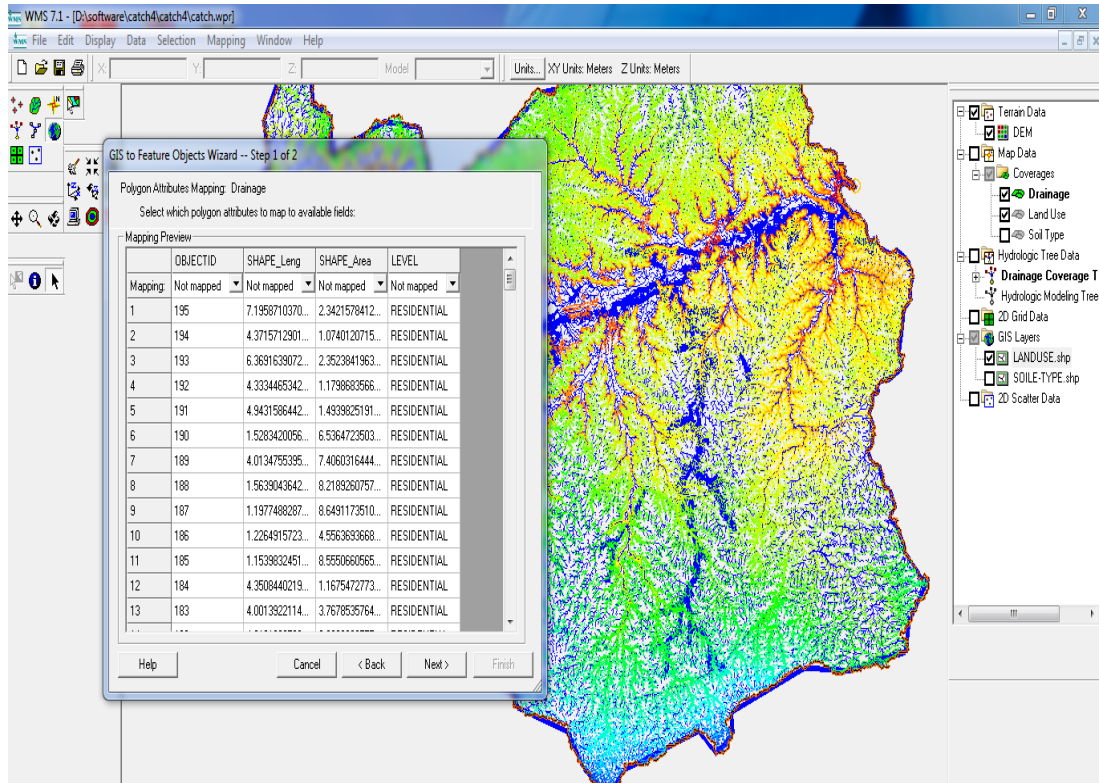 WMS 7.1 - [D:\software\catch4\catch4\catch.wpr]
File Edit Display Data Selection Mapping Window Help
X: Y: Z: Model Units... XY Units: Meters Z Units: Meters
GIS to Feature Objects Wizard -- Step 1 of 2
Polygon Attributes Mapping: Drainage
Select which polygon attributes to map to available fields:
Mapping Preview
OBJECTID SHAPE_Leng SHAPE_Area LEVEL
Mapping: Not mapped Not mapped Not mapped Not mapped
1 195 7.1958710370... 2.3421578412... RESIDENTIAL
2 194 4.3715712901... 1.0740120715... RESIDENTIAL
3 193 6.3691639072... 2.3523841963... RESIDENTIAL
4 192 4.3334465342... 1.1798683566... RESIDENTIAL
5 191 4.9431586442... 1.4939825191... RESIDENTIAL
6 190 1.5283420056... 6.5364723503... RESIDENTIAL
7 189 4.0134755395... 7.4060316444... RESIDENTIAL
8 188 1.5639043642... 8.2189260757... RESIDENTIAL
9 187 1.1977488287... 8.6491173510... RESIDENTIAL
10 186 1.2264915723... 4.5563693668... RESIDENTIAL
11 185 1.1539832451... 8.5550660565... RESIDENTIAL
12 184 4.3508440219... 1.1675472773... RESIDENTIAL
13 183 4.0013922114... 3.7678535764... RESIDENTIAL
Help Cancel < Back Next > Finish
Terrain Data
DEM
Map Data
Coverages
Drainage
Land Use
Soil Type
Hydrologic Tree Data
Drainage Coverage T
Hydrologic Modeling Tree
2D Grid Data
GIS Layers
LANDUSE.shp
SOILE-TYPE.shp
2D Scatter Data